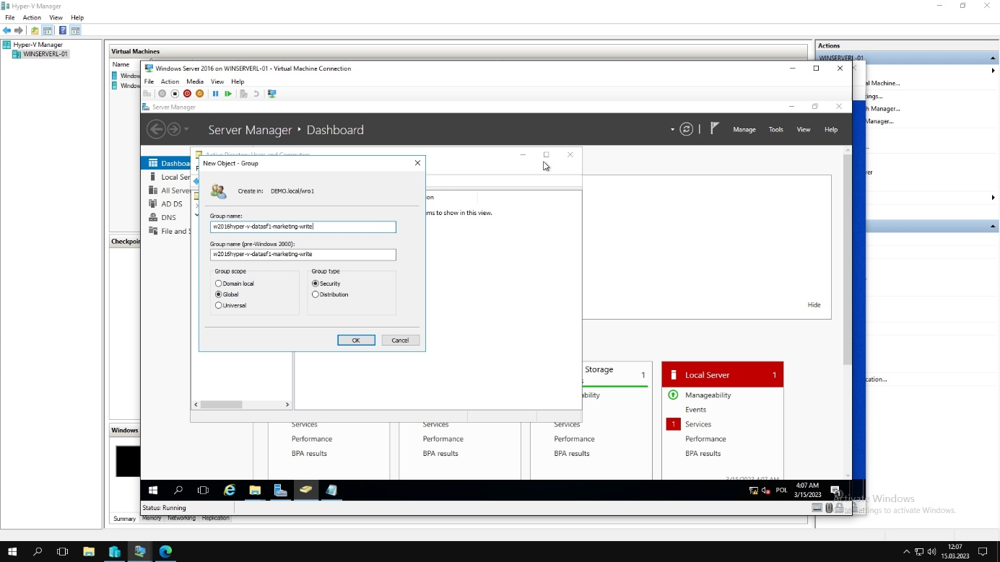 Hyper-V Manager
File Action View Help
Hyper-V Manager
WINSERVERL-01
Virtual Machines
Name
Window
Window
Checkpoin
Windows
Summary Memory Networking Replication
Actions
WINSERVERL-01
al Machine...
ings...
h Manager...
Manager...
ver
cation...
Windows Server 2016 on WINSERVERL-01 - Virtual Machine Connection
File Action Media View Help
Server Manager
Server Manager • Dashboard
Manage Tools View Help
Dashboa
Local Ser
All Server
AD DS
DNS
File and S
Active Directory Users and Computers
New Object - Group
Create in: DEMO.local/wro1
Group name:
w2016hyper-v-datasf1-marketing-write
Group name (pre-Windows 2000):
w2016hyper-v-datasf1-marketing-write
Group scope
Domain local
Global
Universal
Group type
Security
Distribution
OK Cancel
on
ems to show in this view.
Hide
Storage 1
ability
Services
Performance
BPA results
Services
Performance
BPA results
Services
Performance
BPA results
Local Server 1
Manageability
Events
1 Services
Performance
BPA results
3/15/2023 4:07 AM
POL
4:07 AM
3/15/2023
1
Status: Running
Activate Windows
ings to activate Windows.
12:07
15.03.2023